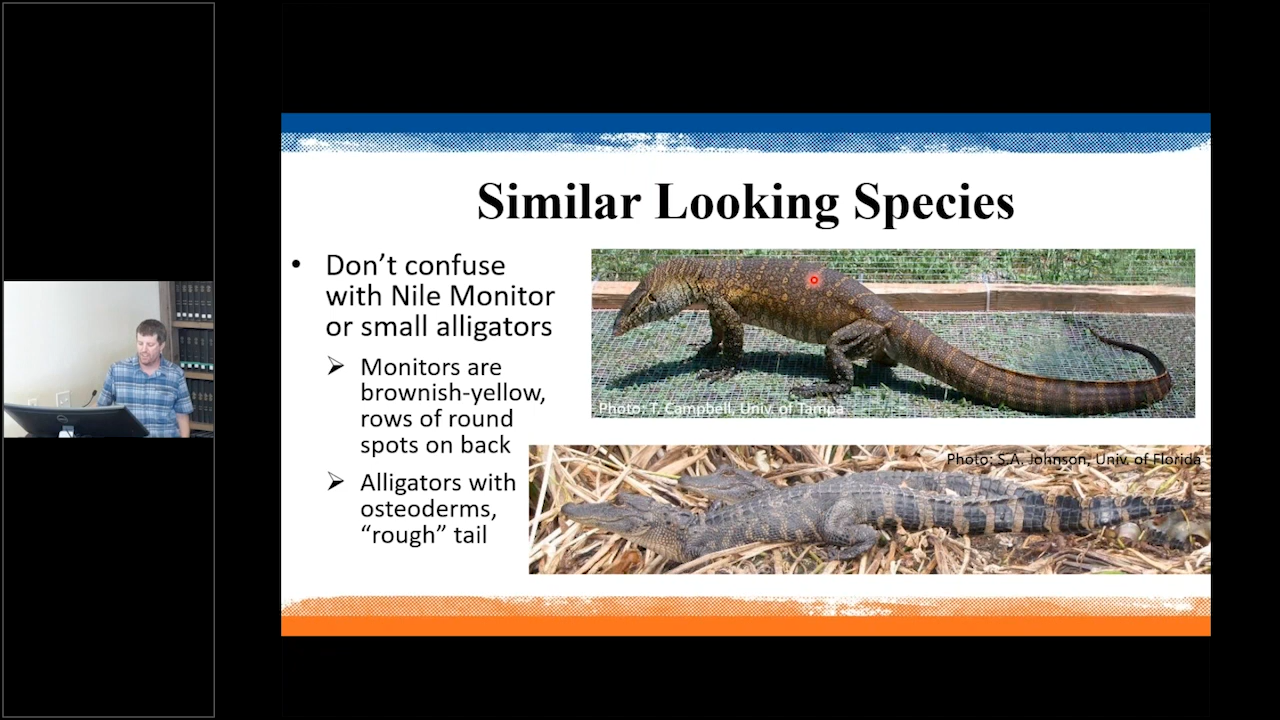 Similar Looking Species
• Don’t confuse
with Nile Monitor
or small alligators
➢ Monitors are
brownish-yellow,
rows of round
spots on back
➢ Alligators with
osteoderms,
“rough” tail
Photo: T. Campbell, Univ. of Tampa
Photo: S.A. Johnson, Univ. of Florida